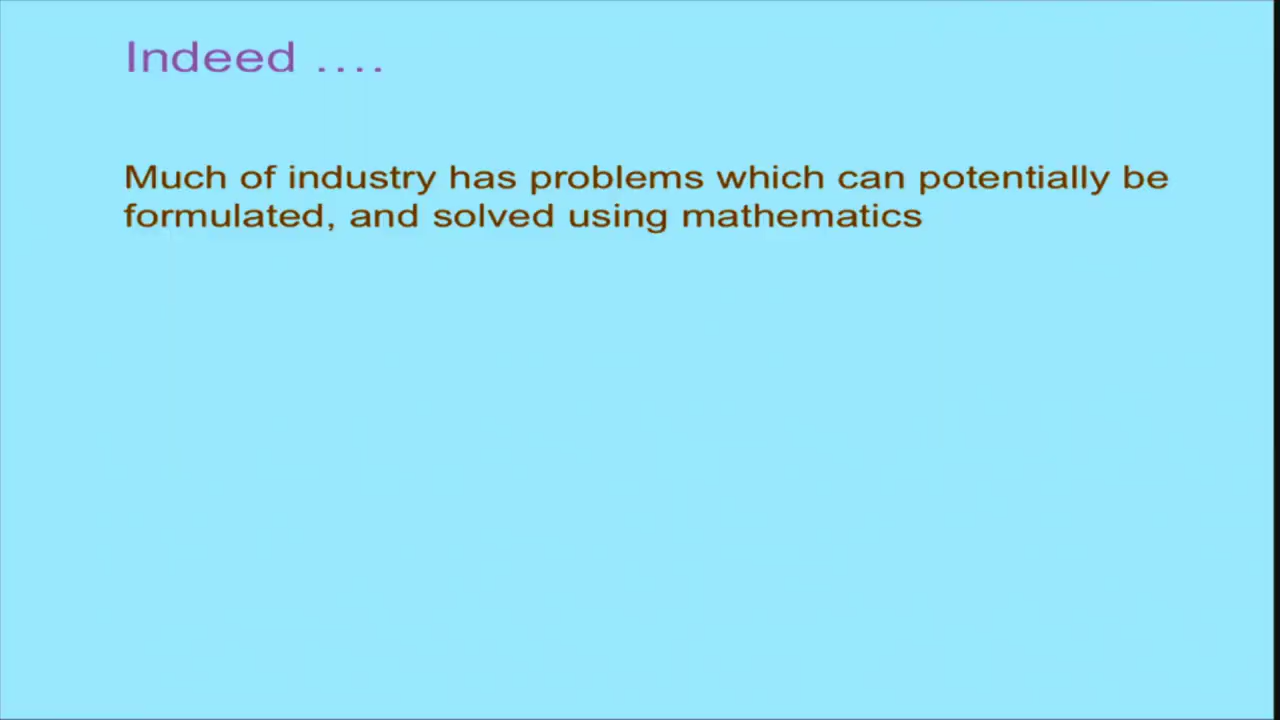 Indeed ....
Much of industry has problems which can potentially be
formulated, and solved using mathematics